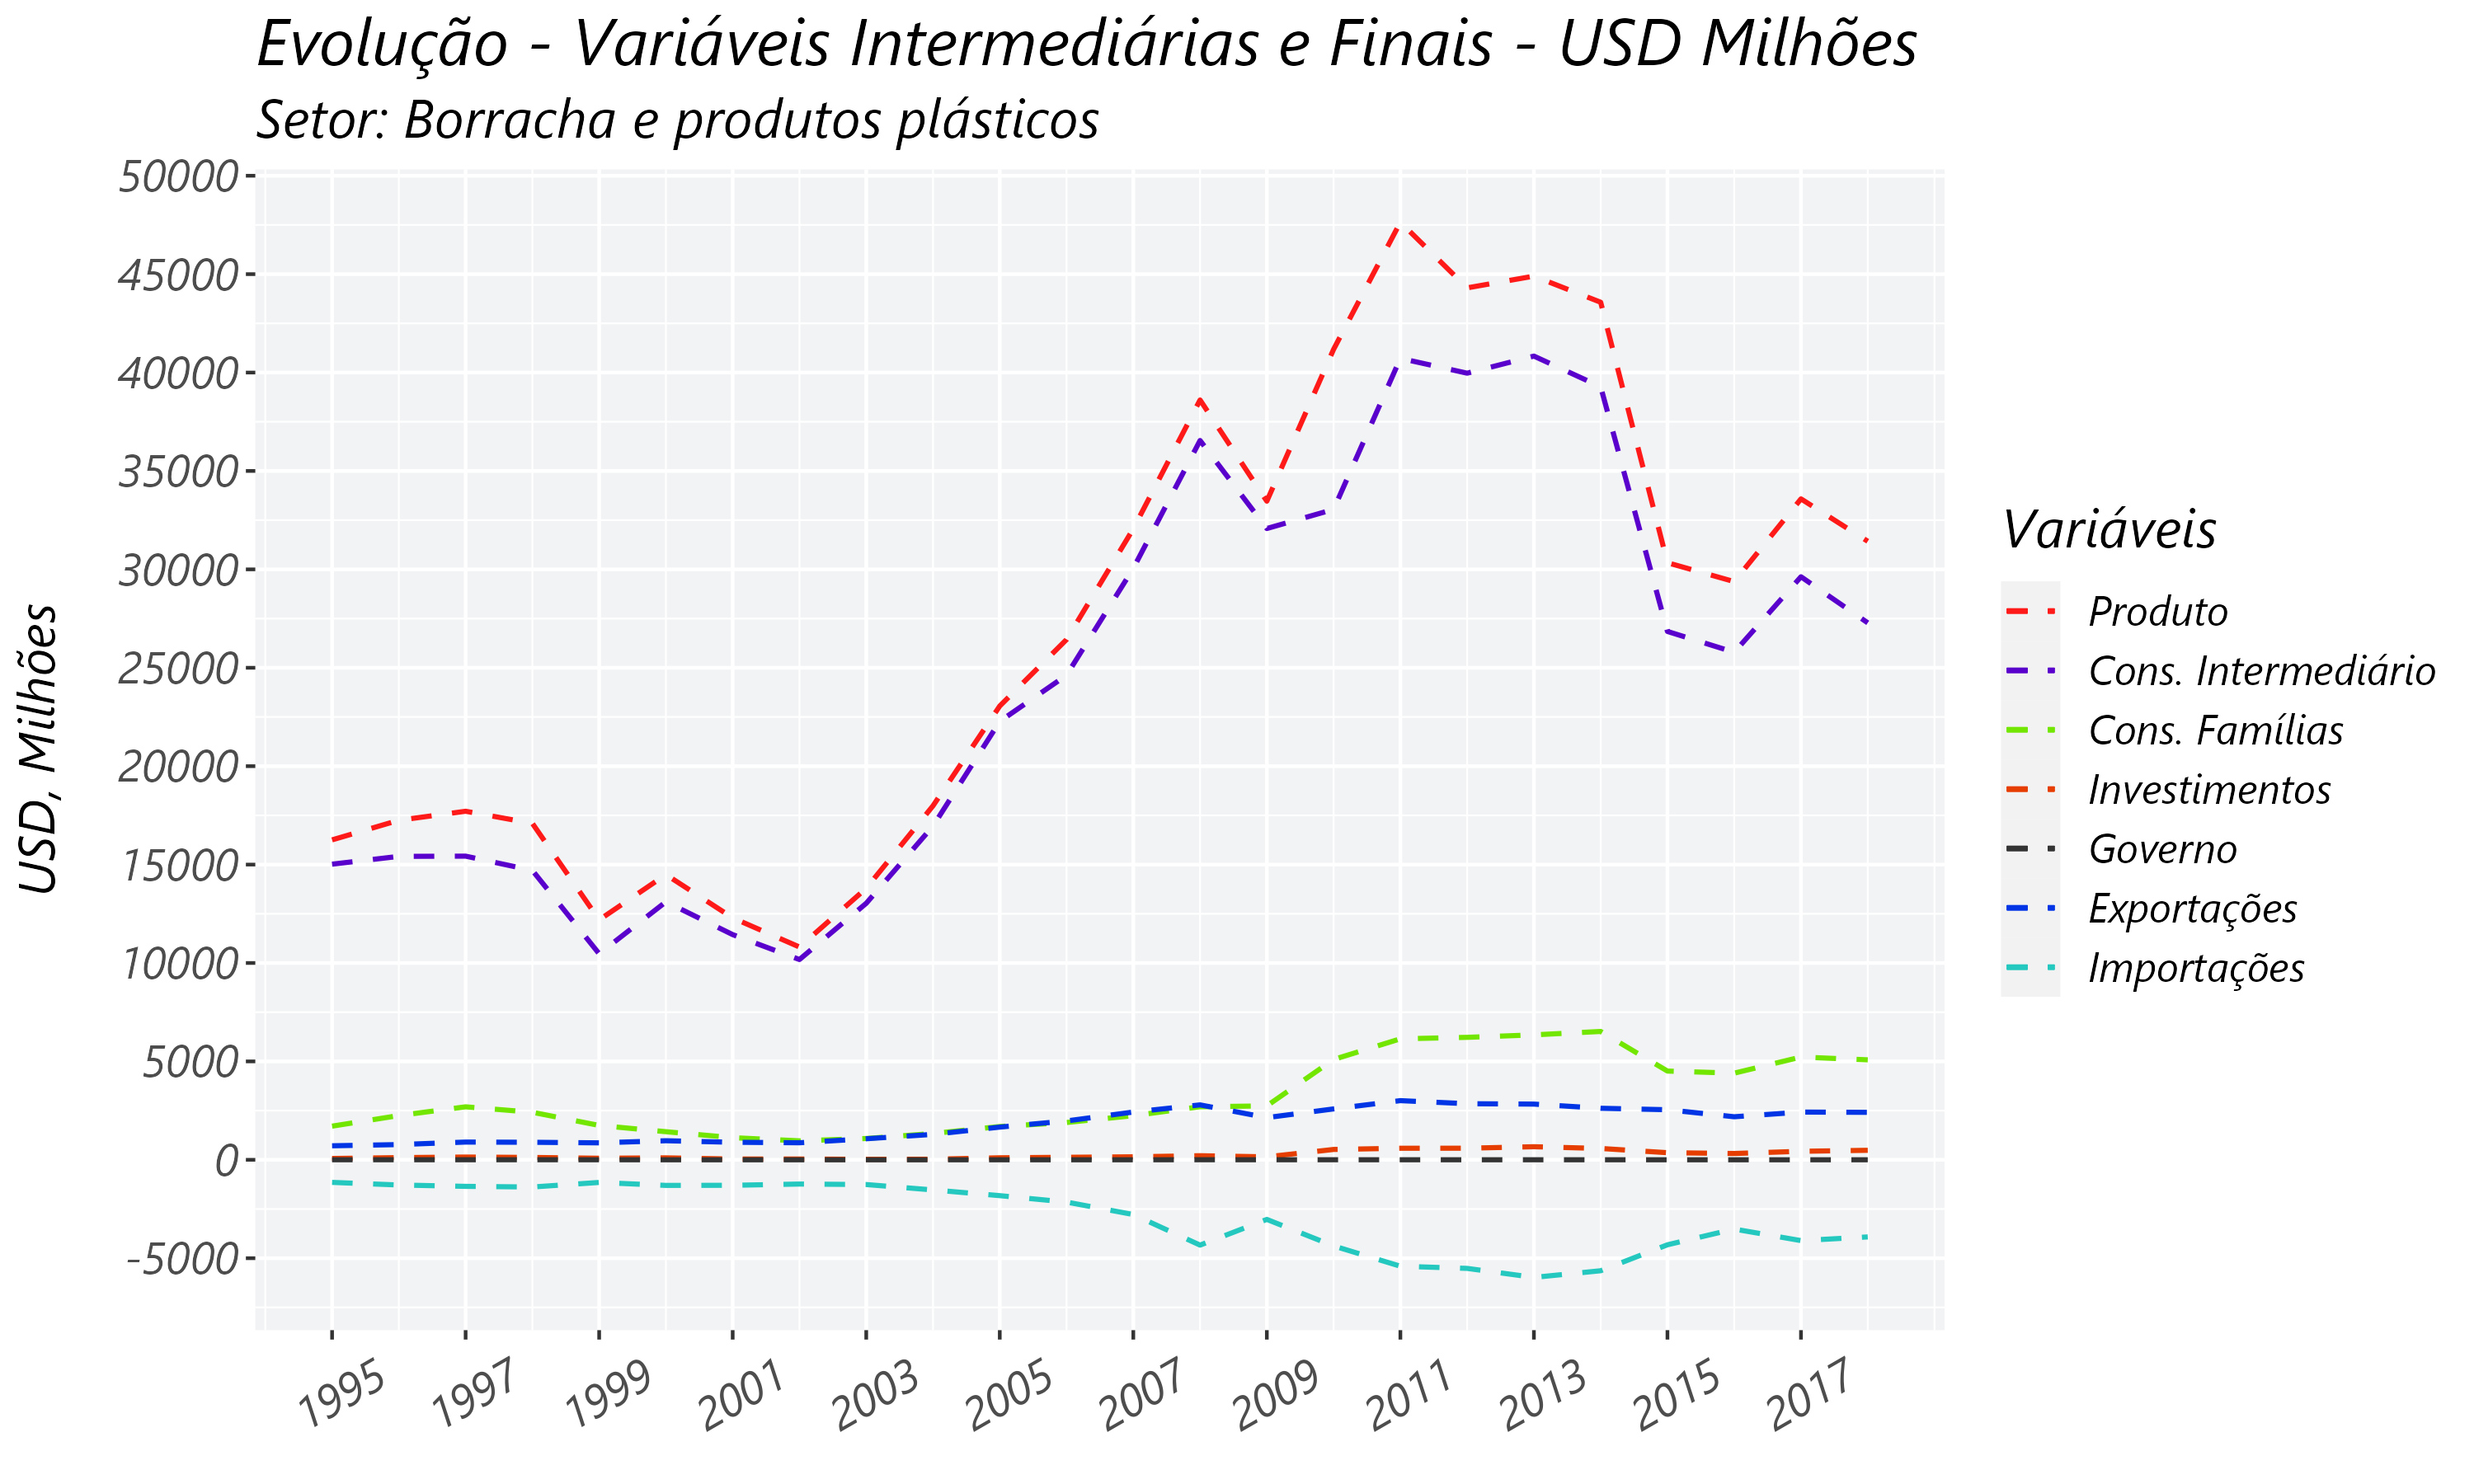 Evolução - Variáveis Intermediárias e Finais - USD Milhões
Setor: Borracha e produtos plásticos
USD, Milhões
50000
45000
40000
35000
30000
25000
20000
15000
10000
5000
0
-5000
1995
1997
1999
2001
2003
2005
2007
2009
2011
2013
2015
2017
Variáveis
Produto
Cons. Intermediário
Cons. Famílias
Investimentos
Governo
Exportações
Importações